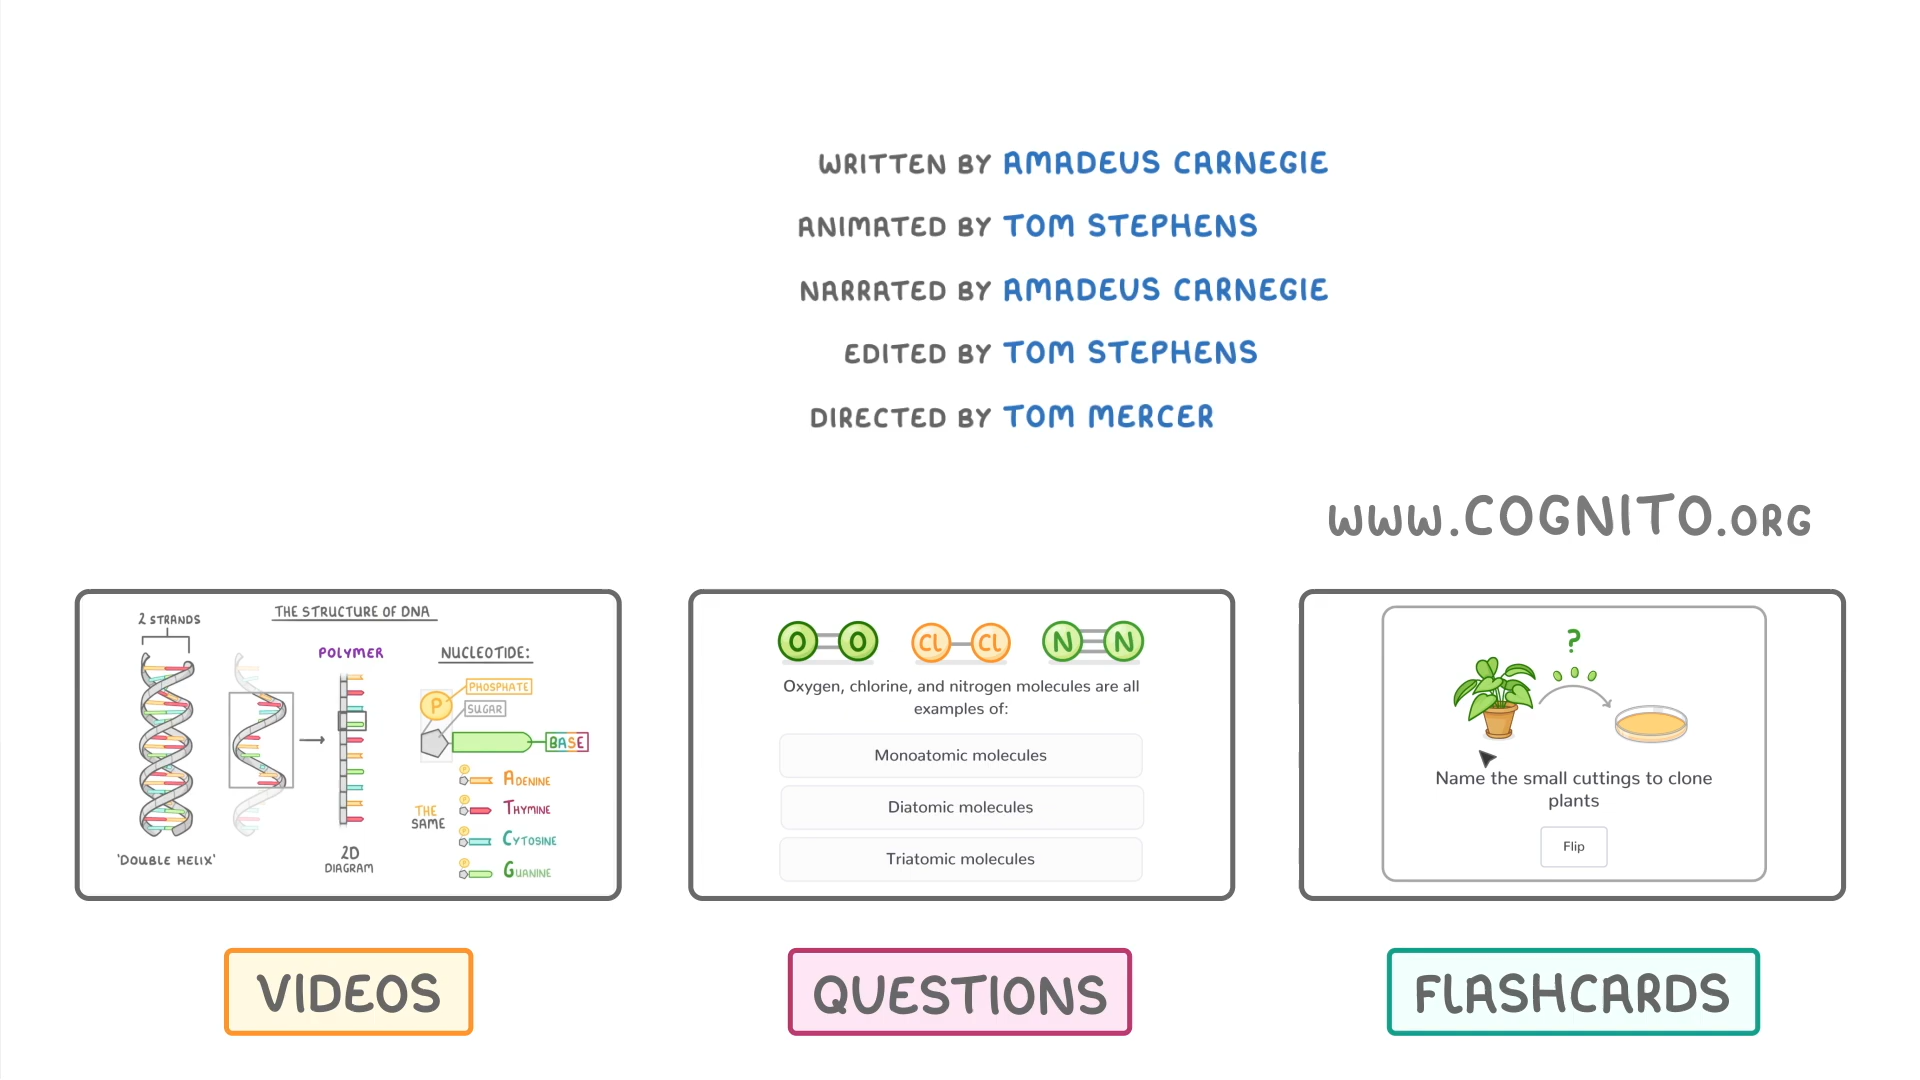 WRITTEN BY AMADEUS CARNEGIE
ANIMATED BY TOM STEPHENS
NARRATED BY AMADEUS CARNEGIE
EDITED BY TOM STEPHENS
DIRECTED BY TOM MERCER
www.COGNITO.ORG
THE STRUCTURE OF DNA
2 STRANDS
POLYMER
NUCLEOTIDE:
PHOSPHATE
P
SUGAR
BASE
ADENINE
THYMINE
THE
SAME
CYTOSINE
GUANINE
'DOUBLE HELIX'
2D
DIAGRAM
O O Cl Cl N N
Oxygen, chlorine, and nitrogen molecules are all
examples of:
Monoatomic molecules
Diatomic molecules
Triatomic molecules
?
Name the small cuttings to clone
plants
Flip
VIDEOS
QUESTIONS
FLASHCARDS